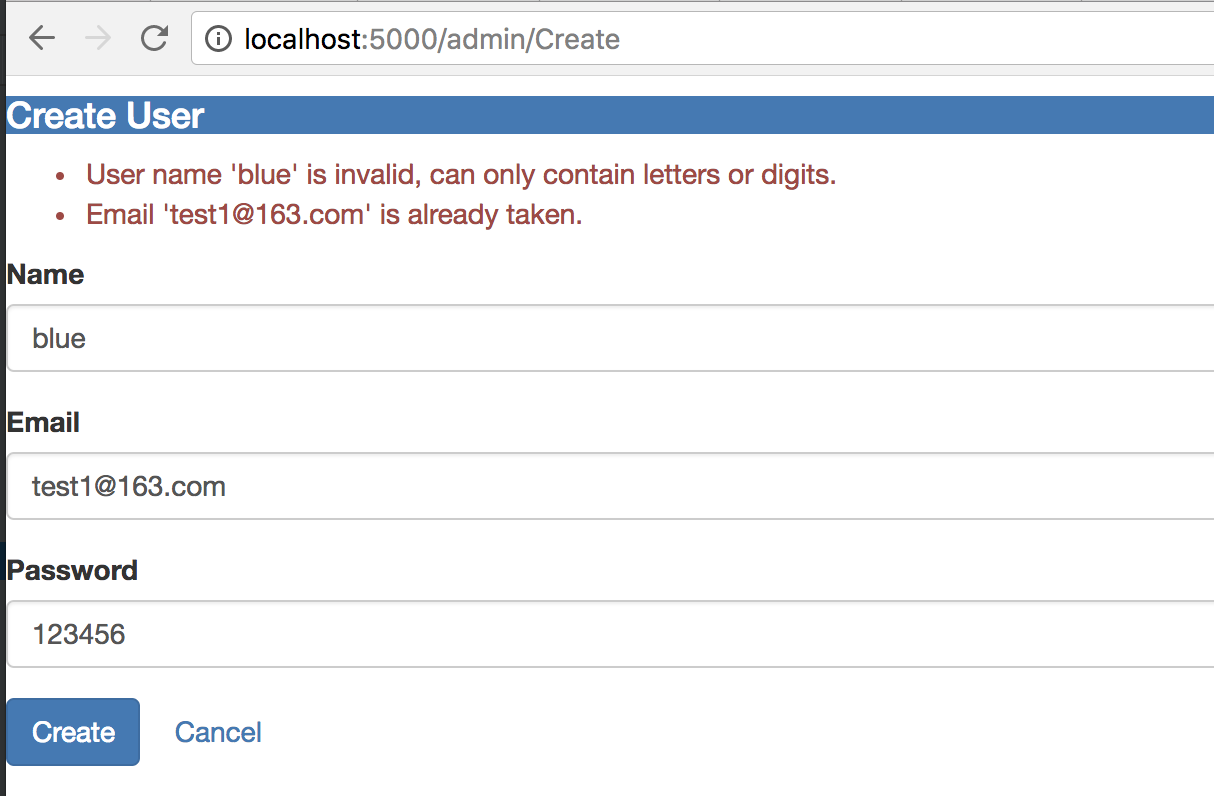 localhost:5000/admin/Create
Create User
• User name 'blue' is invalid, can only contain letters or digits.
• Email 'test1@163.com' is already taken.
Name
blue
Email
test1@163.com
Password
123456
Create Cancel